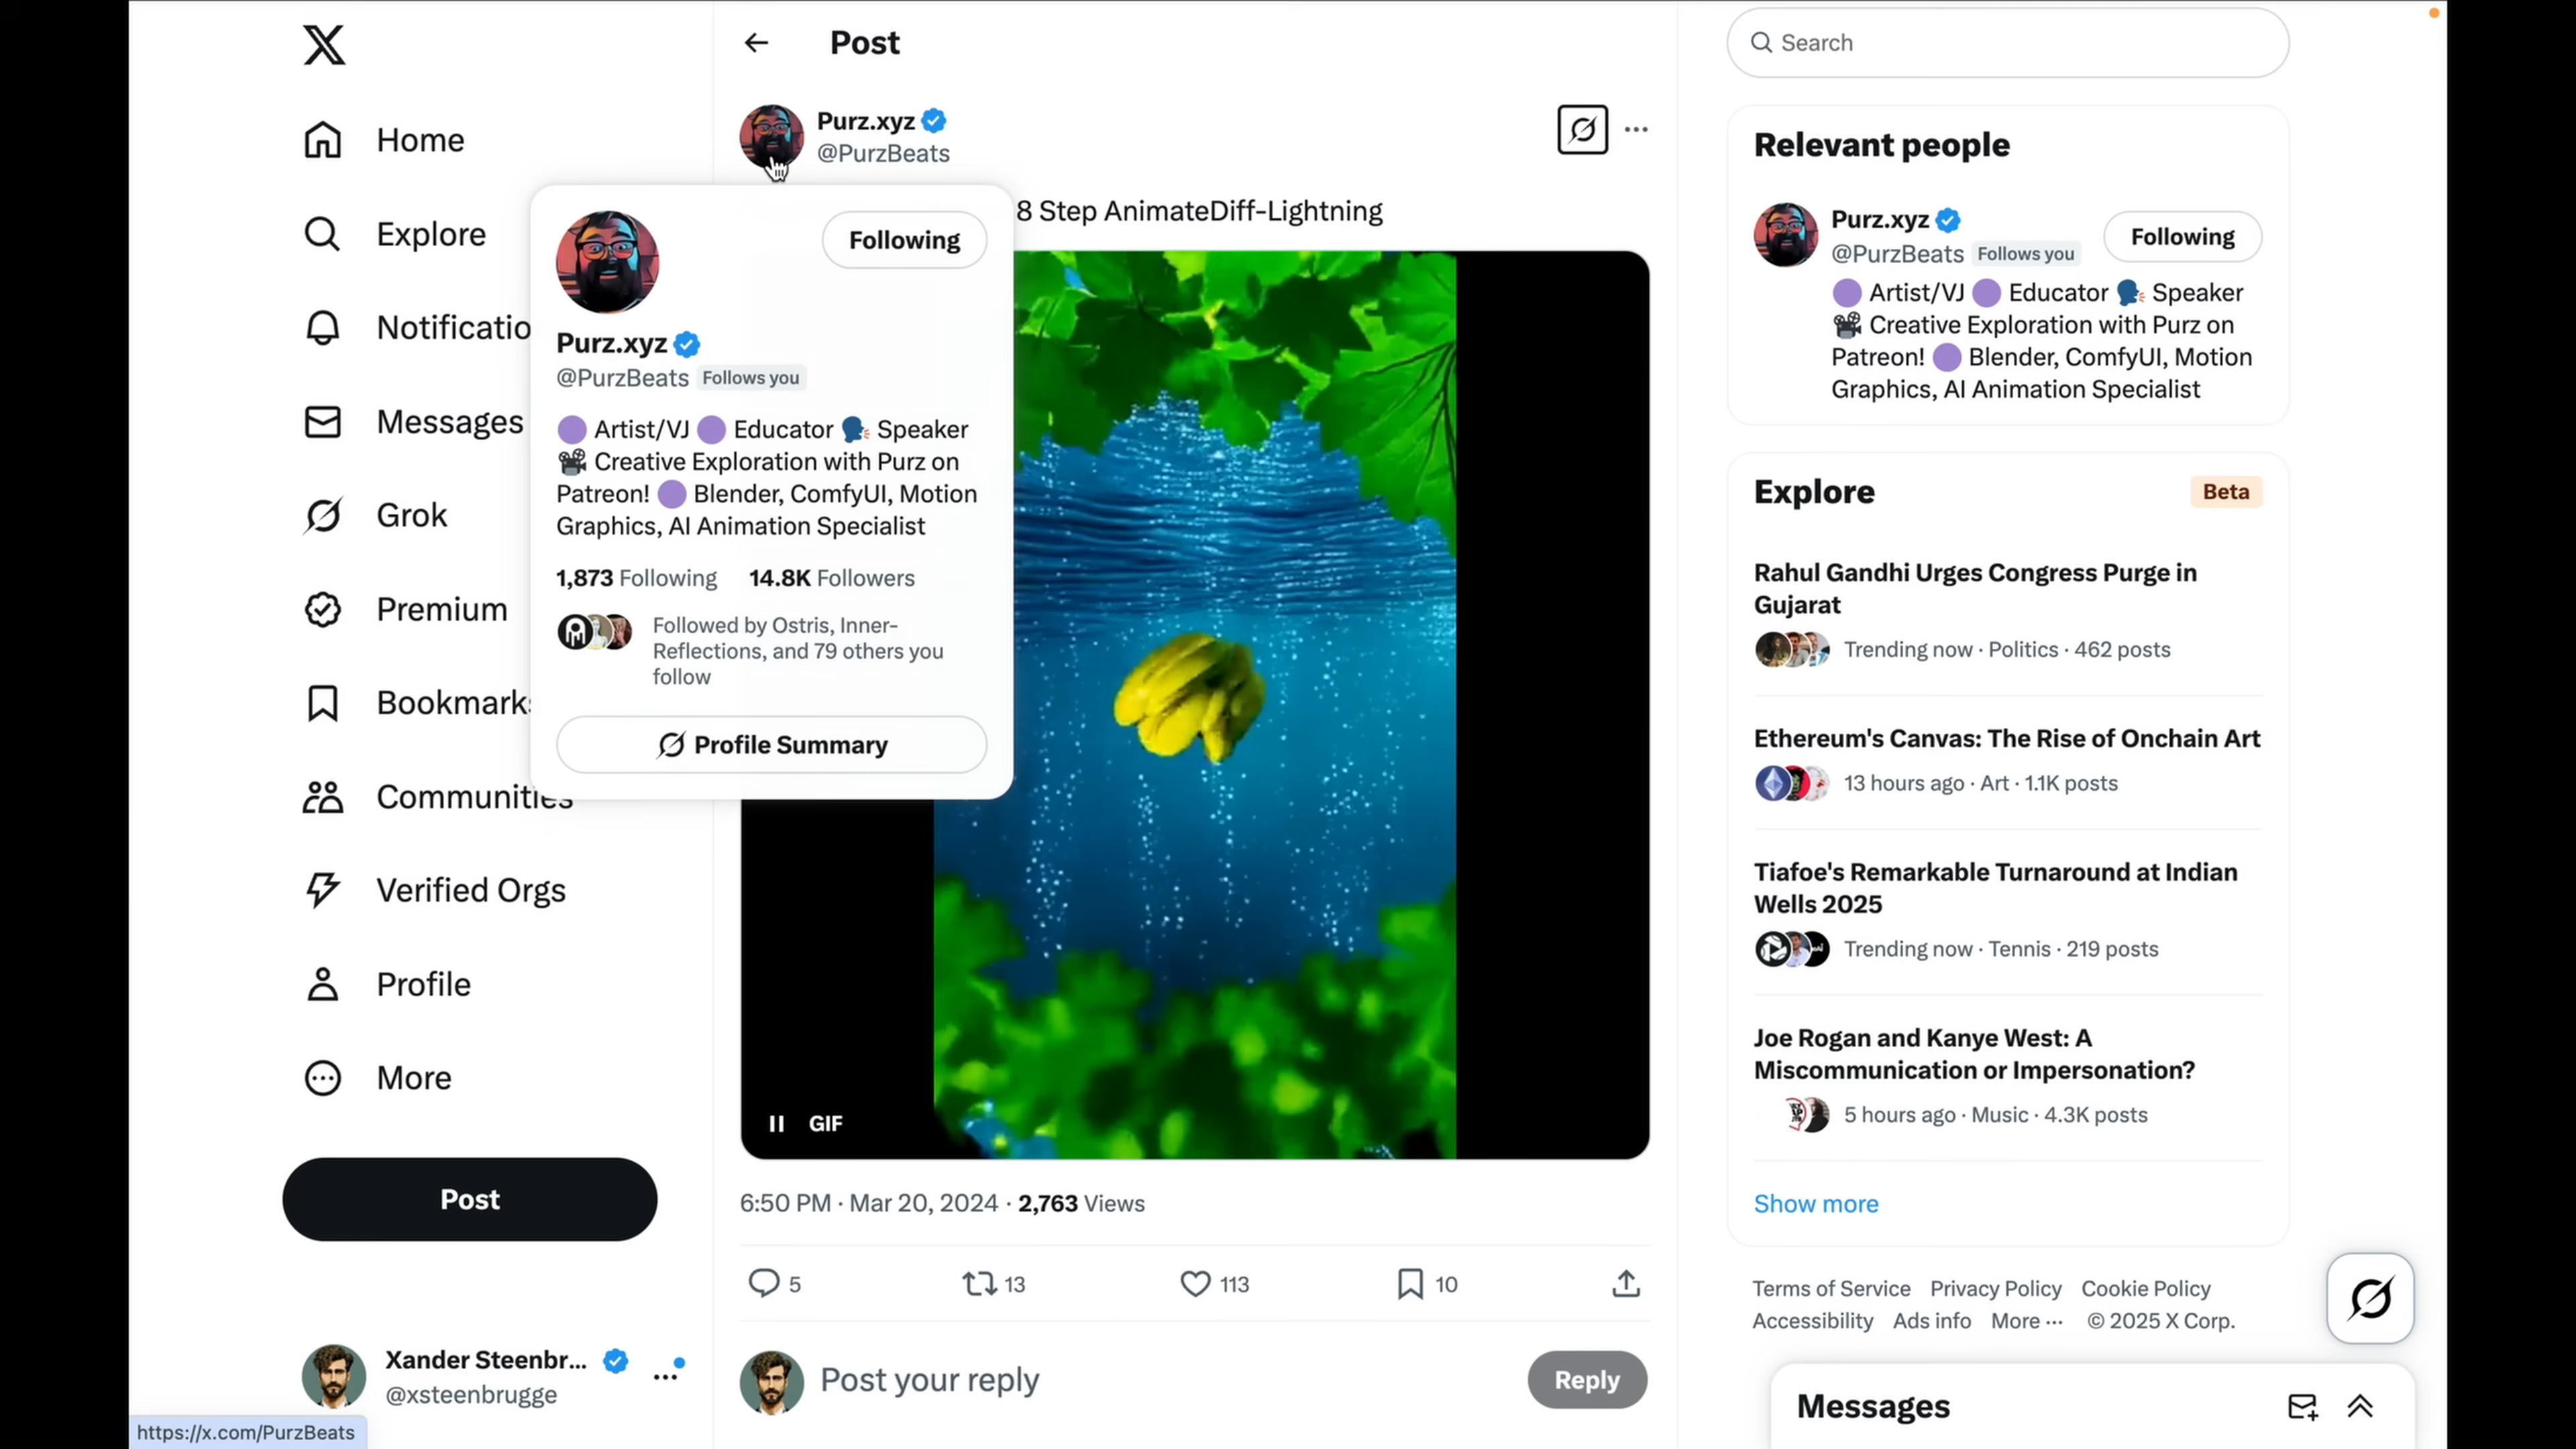 Home
Explore
Notificatio
Messages
Grok
Premium
Bookmarks
Communities
Verified Orgs
Profile
More
Post
Xander Steenbr...
@xsteenbrugge
https://x.com/PurzBeats
Post
Purz.xyz
@PurzBeats
8 Step AnimateDiff-Lightning
Following
Purz.xyz
@PurzBeats Follows you
Artist/VJ Educator Speaker
Creative Exploration with Purz on
Patreon! Blender, ComfyUI, Motion
Graphics, AI Animation Specialist
1,873 Following 14.8K Followers
Followed by Ostris, Inner-
Reflections, and 79 others you
follow
Profile Summary
GIF
6:50 PM · Mar 20, 2024 · 2,763 Views
5 13 113 10
Post your reply
Reply
Search
Relevant people
Purz.xyz
@PurzBeats Follows you
Following
Artist/VJ Educator Speaker
Creative Exploration with Purz on
Patreon! Blender, ComfyUI, Motion
Graphics, AI Animation Specialist
Explore
Beta
Rahul Gandhi Urges Congress Purge in
Gujarat
Trending now · Politics · 462 posts
Ethereum's Canvas: The Rise of Onchain Art
13 hours ago · Art · 1.1K posts
Tiafoe's Remarkable Turnaround at Indian
Wells 2025
Trending now · Tennis · 219 posts
Joe Rogan and Kanye West: A
Miscommunication or Impersonation?
5 hours ago · Music · 4.3K posts
Show more
Terms of Service Privacy Policy Cookie Policy
Accessibility Ads info More ··· © 2025 X Corp.
Messages